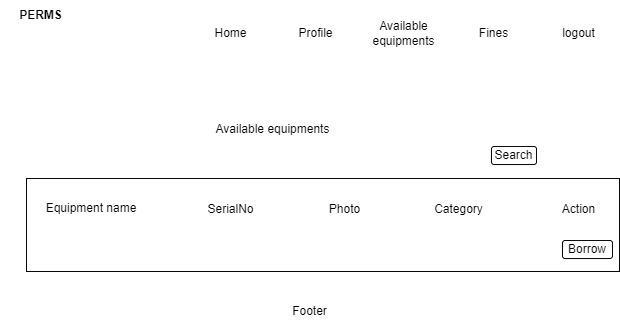 PERMS
Home Profile Available equipments Fines logout
Available equipments
Search
Equipment name SerialNo Photo Category Action
Borrow
Footer